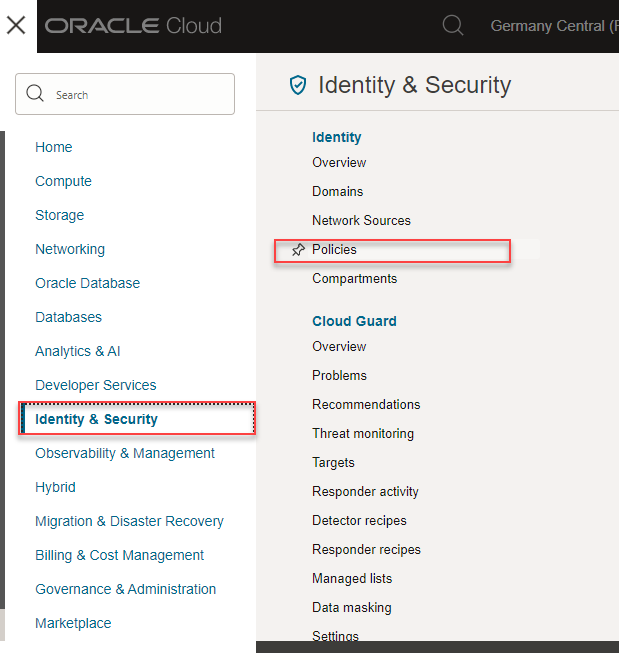 ORACLE Cloud
Germany Central (F
Search
Home
Compute
Storage
Networking
Oracle Database
Databases
Analytics & AI
Developer Services
Identity & Security
Observability & Management
Hybrid
Migration & Disaster Recovery
Billing & Cost Management
Governance & Administration
Marketplace
Identity & Security
Identity
Overview
Domains
Network Sources
Policies
Compartments
Cloud Guard
Overview
Problems
Recommendations
Threat monitoring
Targets
Responder activity
Detector recipes
Responder recipes
Managed lists
Data masking
Settings